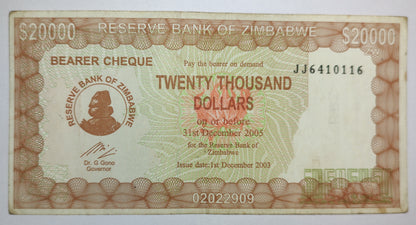 $20000 RESERVE BANK OF ZIMBABWE $20000
BEARER CHEQUE
Pay the bearer on demand
JJ6410116
TWENTY THOUSAND
DOLLARS
on or before
31st December 2005
for the Reserve Bank of
Zimbabwe
Issue date:1st December 2003
RESERVE BANK OF ZIMBABWE
Dr. G Gono
Governor
02022909